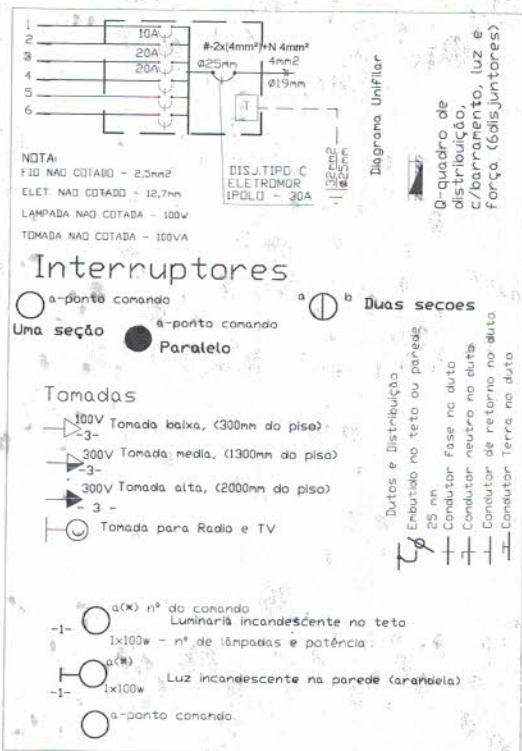 1
2
3
4
5
6
10A
20A
20A
#-2x(4mm²)+N 4mm²
4mm2
Ø25mm
Ø19mm
T
32mm2
Ø25mm
DISJ.TIPO C
ELETROMOR
1POLO - 30A
NOTA:
FIO NAO COTADO - 2,5mm2
ELET. NAO COTADO - 12,7mm
LAMPADA NAO COTADA - 100W
TOMADA NAO COTADA - 100VA
Diagrama Unifilar
Q-quadro de
distribuição,
c/barramento, luz e
força (6disjuntores)
Interruptores
a-ponto comando
Uma seção
a-ponto comando
Paralelo
a b Duas secoes
Tomadas
100V Tomada baixa, (300mm do piso)
-3-
300V Tomada media, (1300mm do piso)
-3-
300V Tomada alta, (2000mm do piso)
- 3 -
Tomada para Radio e TV
Dutos e Distribuição
Embutido no teto ou parede
25 mm
Condutor fase no duto
Condutor neutro no duto
Condutor de retorno no duto
Condutor Terra no duto
a(*) nº do comando
-1- Luminaria incandescente no teto
1x100w - nº de lâmpadas e potência
a(*)
Luz incandescente na parede (arandela)
-1- 1x100w
a-ponto comando